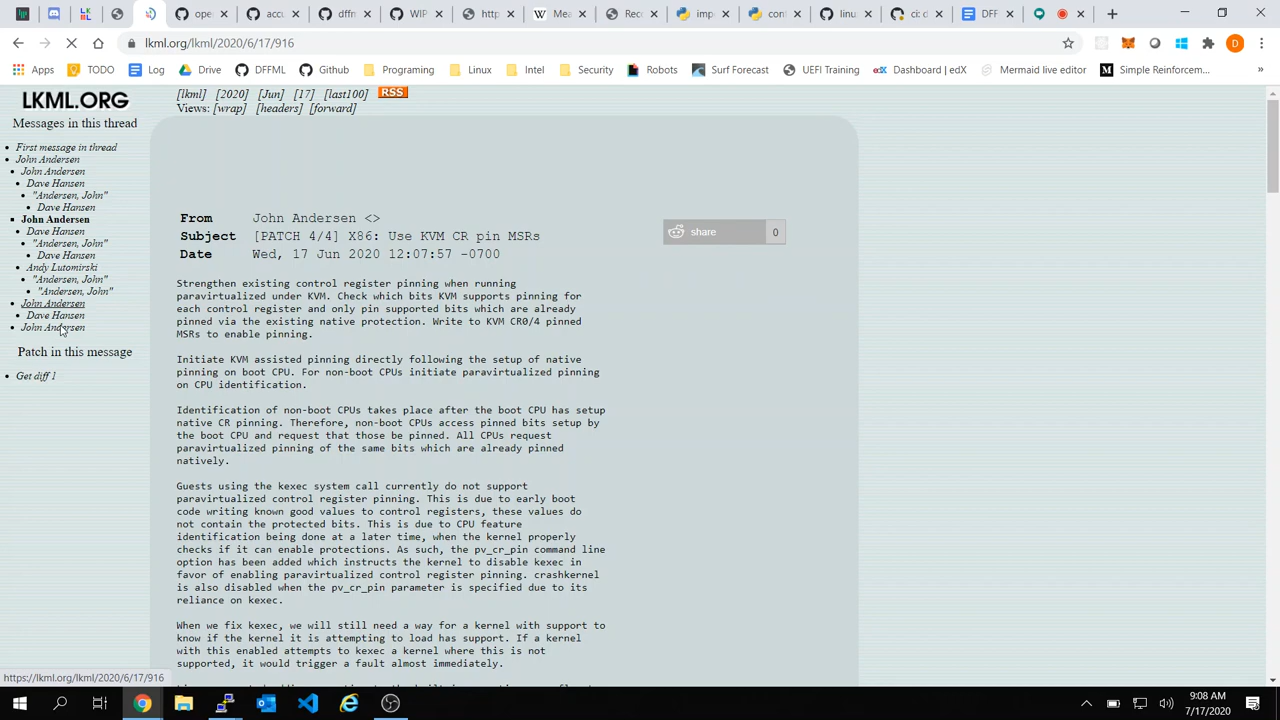 ope
accu
dffm
WIP
http
Mea
Reco
imp
con
linu
ci: d
DFF
lkml.org/lkml/2020/6/17/916
Apps
TODO
Log
Drive
DFFML
Github
Programing
Linux
Intel
Security
Robots
Surf Forecast
UEFI Training
Dashboard | edX
Mermaid live editor
Simple Reinforcem...
»
LKML.ORG
Messages in this thread
First message in thread
John Andersen
John Andersen
Dave Hansen
"Andersen, John"
Dave Hansen
John Andersen
Dave Hansen
"Andersen, John"
Dave Hansen
Andy Lutomirski
"Andersen, John"
"Andersen, John"
John Andersen
Dave Hansen
John Andersen
Patch in this message
Get diff 1
[lkml] [2020] [Jun] [17] [last100] RSS
Views: [wrap] [headers] [forward]
From John Andersen <>
Subject [PATCH 4/4] X86: Use KVM CR pin MSRs
Date Wed, 17 Jun 2020 12:07:57 -0700
share 0
Strengthen existing control register pinning when running
paravirtualized under KVM. Check which bits KVM supports pinning for
each control register and only pin supported bits which are already
pinned via the existing native protection. Write to KVM CR0/4 pinned
MSRs to enable pinning.
Initiate KVM assisted pinning directly following the setup of native
pinning on boot CPU. For non-boot CPUs initiate paravirtualized pinning
on CPU identification.
Identification of non-boot CPUs takes place after the boot CPU has setup
native CR pinning. Therefore, non-boot CPUs access pinned bits setup by
the boot CPU and request that those be pinned. All CPUs request
paravirtualized pinning of the same bits which are already pinned
natively.
Guests using the kexec system call currently do not support
paravirtualized control register pinning. This is due to early boot
code writing known good values to control registers, these values do
not contain the protected bits. This is due to CPU feature
identification being done at a later time, when the kernel properly
checks if it can enable protections. As such, the pv_cr_pin command line
option has been added which instructs the kernel to disable kexec in
favor of enabling paravirtualized control register pinning. crashkernel
is also disabled when the pv_cr_pin parameter is specified due to its
reliance on kexec.
When we fix kexec, we will still need a way for a kernel with support to
know if the kernel it is attempting to load has support. If a kernel
with this enabled attempts to kexec a kernel where this is not
supported, it would trigger a fault almost immediately.
https://lkml.org/lkml/2020/6/17/916
9:08 AM
7/17/2020